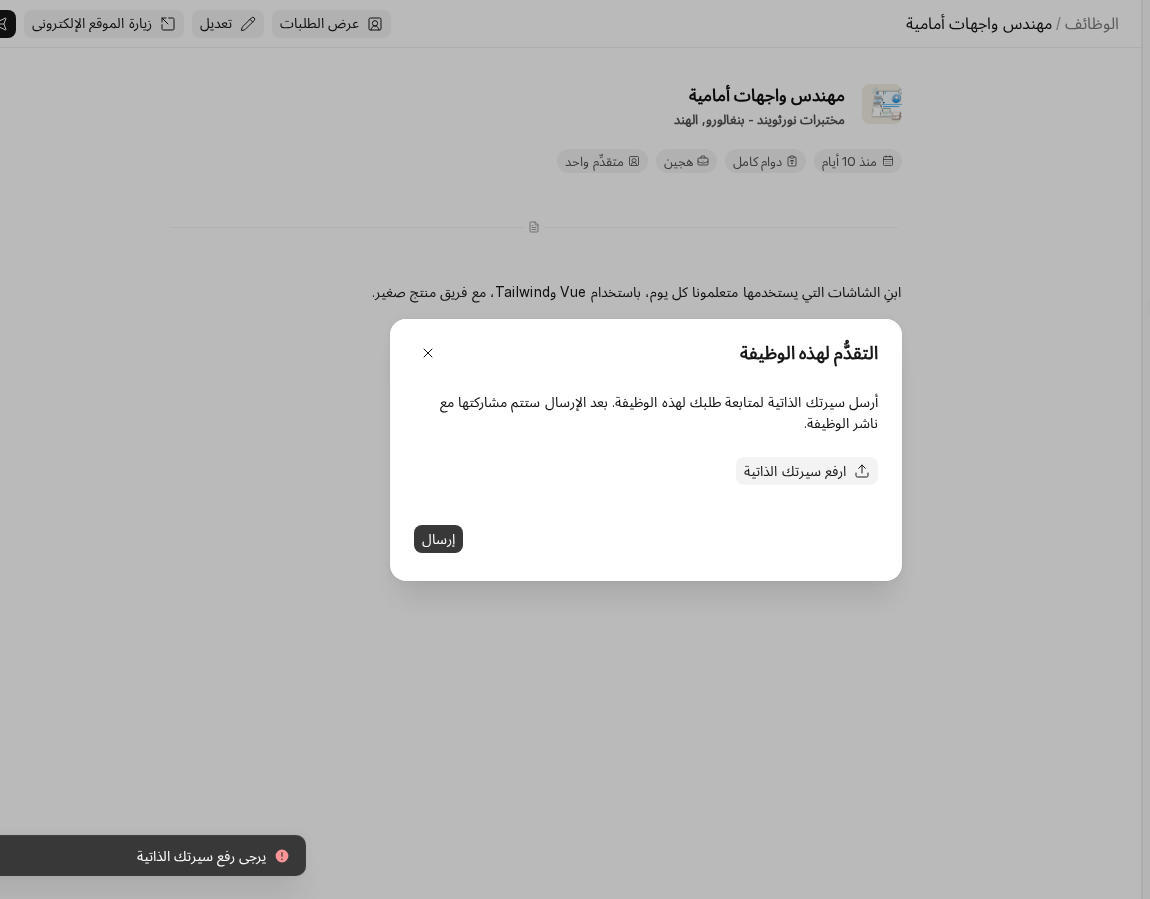 الوظائف / مهندس واجهات أمامية
عرض الطلبات
تعديل
زيارة الموقع الإلكتروني
مهندس واجهات أمامية
مختبرات نورثويند - بنغالورو, الهند
منذ 10 أيام
دوام كامل
هجين
متقدِّم واحد
ابنِ الشاشات التي يستخدمها متعلمونا كل يوم، باستخدام Vue وTailwind، مع فريق منتج صغير.
التقدُّم لهذه الوظيفة
أرسل سيرتك الذاتية لمتابعة طلبك لهذه الوظيفة. بعد الإرسال ستتم مشاركتها مع
ناشر الوظيفة.
ارفع سيرتك الذاتية
إرسال
يرجى رفع سيرتك الذاتية